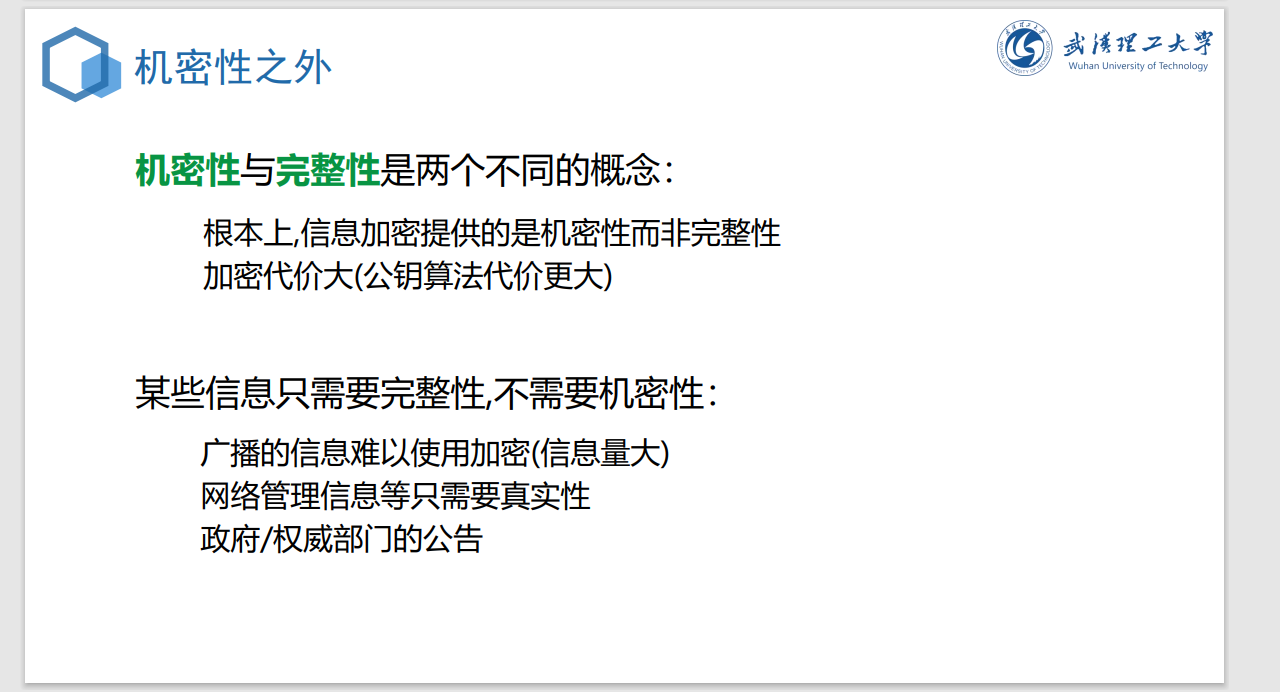 机密性之外
武汉理工大学
Wuhan University of Technology
机密性与完整性是两个不同的概念：
根本上,信息加密提供的是机密性而非完整性
加密代价大(公钥算法代价更大)
某些信息只需要完整性,不需要机密性：
广播的信息难以使用加密(信息量大)
网络管理信息等只需要真实性
政府/权威部门的公告